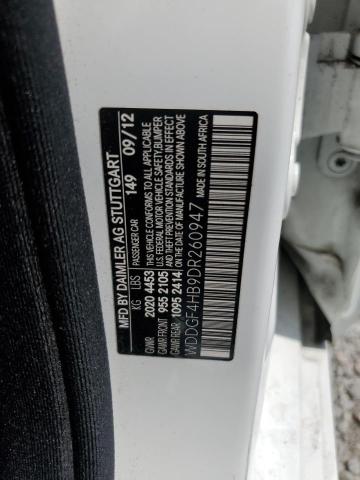 MFD BY DAIMLER AG STUTTGART
KG LBS PASSENGER CAR 149 09/12
GVWR 2020 4453 THIS VEHICLE CONFORMS TO ALL APPLICABLE
GAWR FRONT 955 2105 U.S. FEDERAL MOTOR VEHICLE SAFETY, BUMPER
GAWR REAR 1095 2414 AND THEFT PREVENTION STANDARDS IN EFFECT ON THE DATE OF MANUFACTURE SHOWN ABOVE
WDDGF4HB9DR260947 MADE IN SOUTH AFRICA